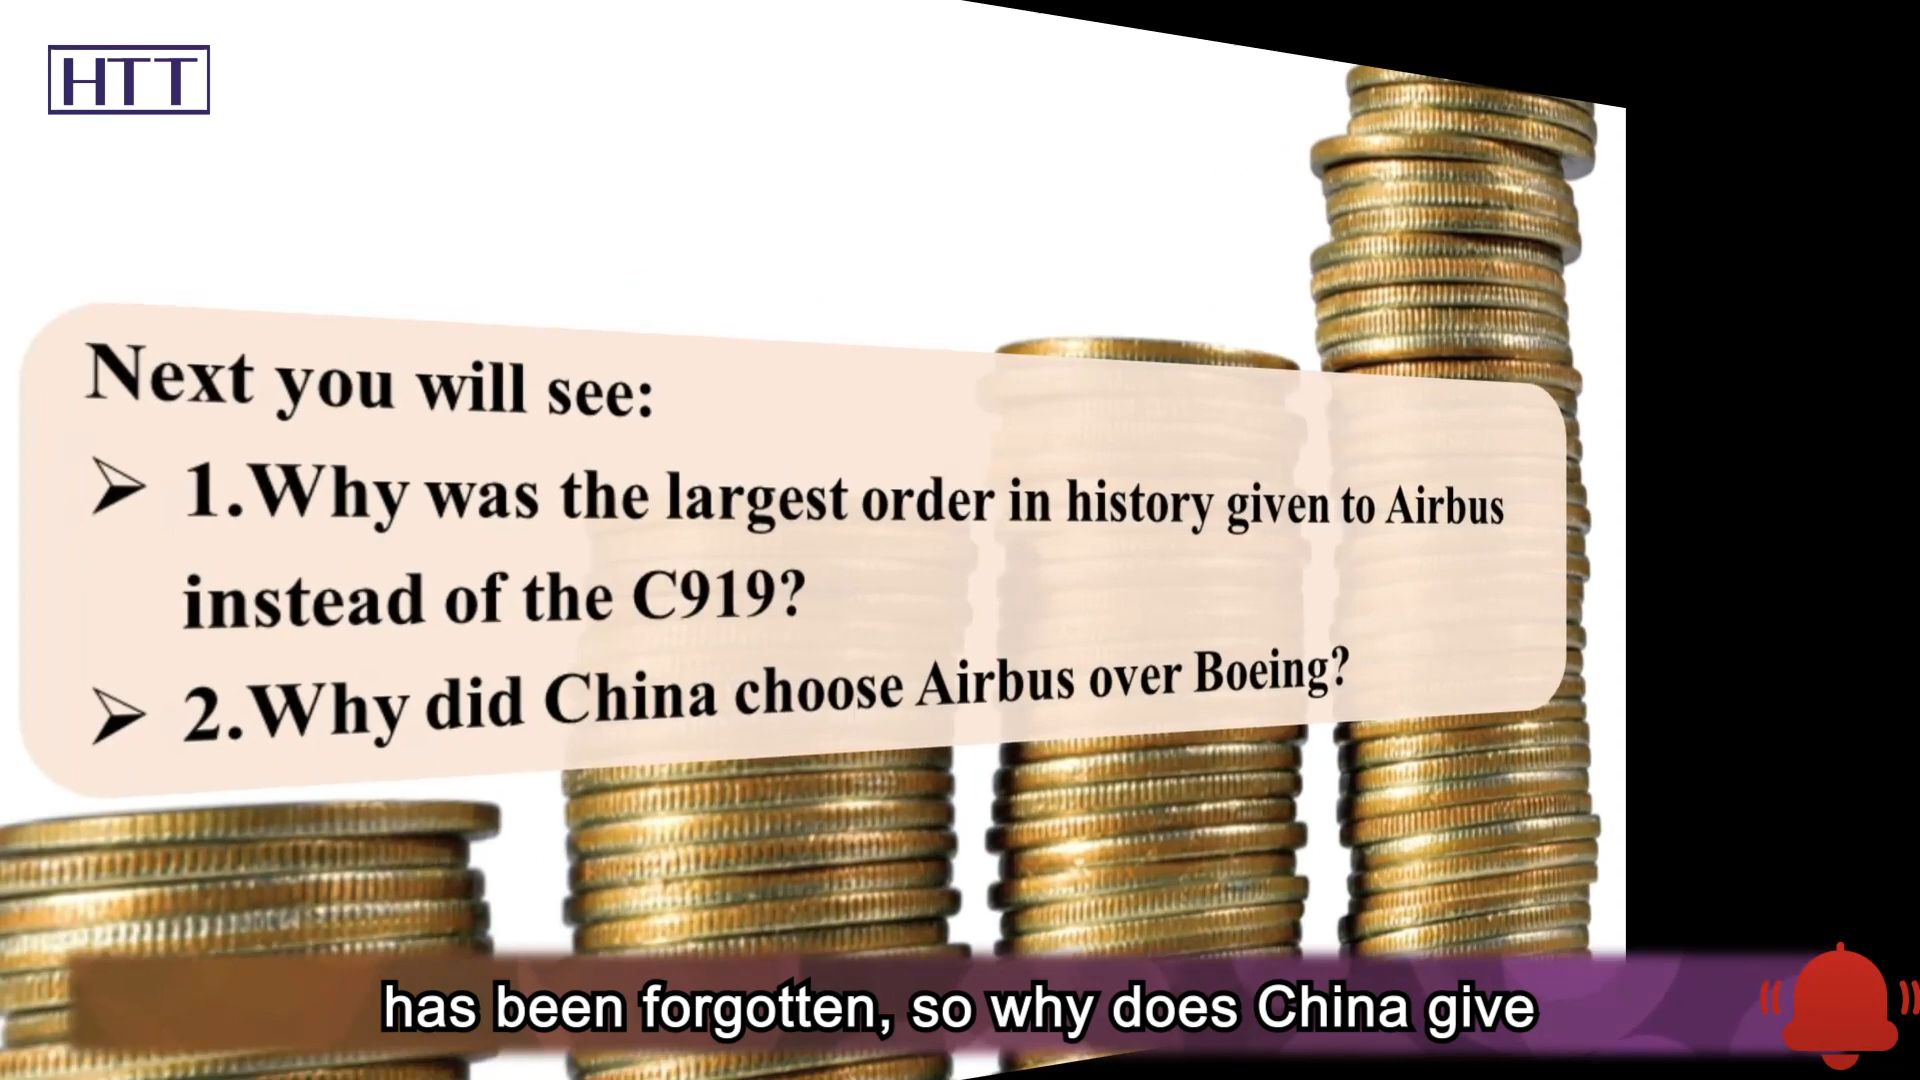 HTT
Next you will see:
➢ 1.Why was the largest order in history given to Airbus
instead of the C919?
➢ 2.Why did China choose Airbus over Boeing?
has been forgotten, so why does China give